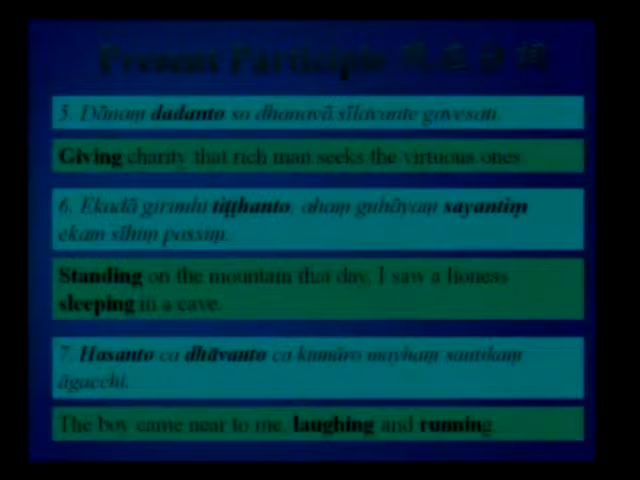 Present Participle 現在分詞
5. Dānaṃ dadanto so dhanavā sīlavante gavesati.
Giving charity that rich man seeks the virtuous ones.
6. Ekadā girimhi tiṭṭhanto, ahaṃ guhāyaṃ sayantiṃ
ekaṃ sīhiṃ passiṃ.
Standing on the mountain that day, I saw a lioness
sleeping in a cave.
7. Hasanto ca dhāvanto ca kumāro mayhaṃ santikaṃ
āgacchi.
The boy came near to me, laughing and running.